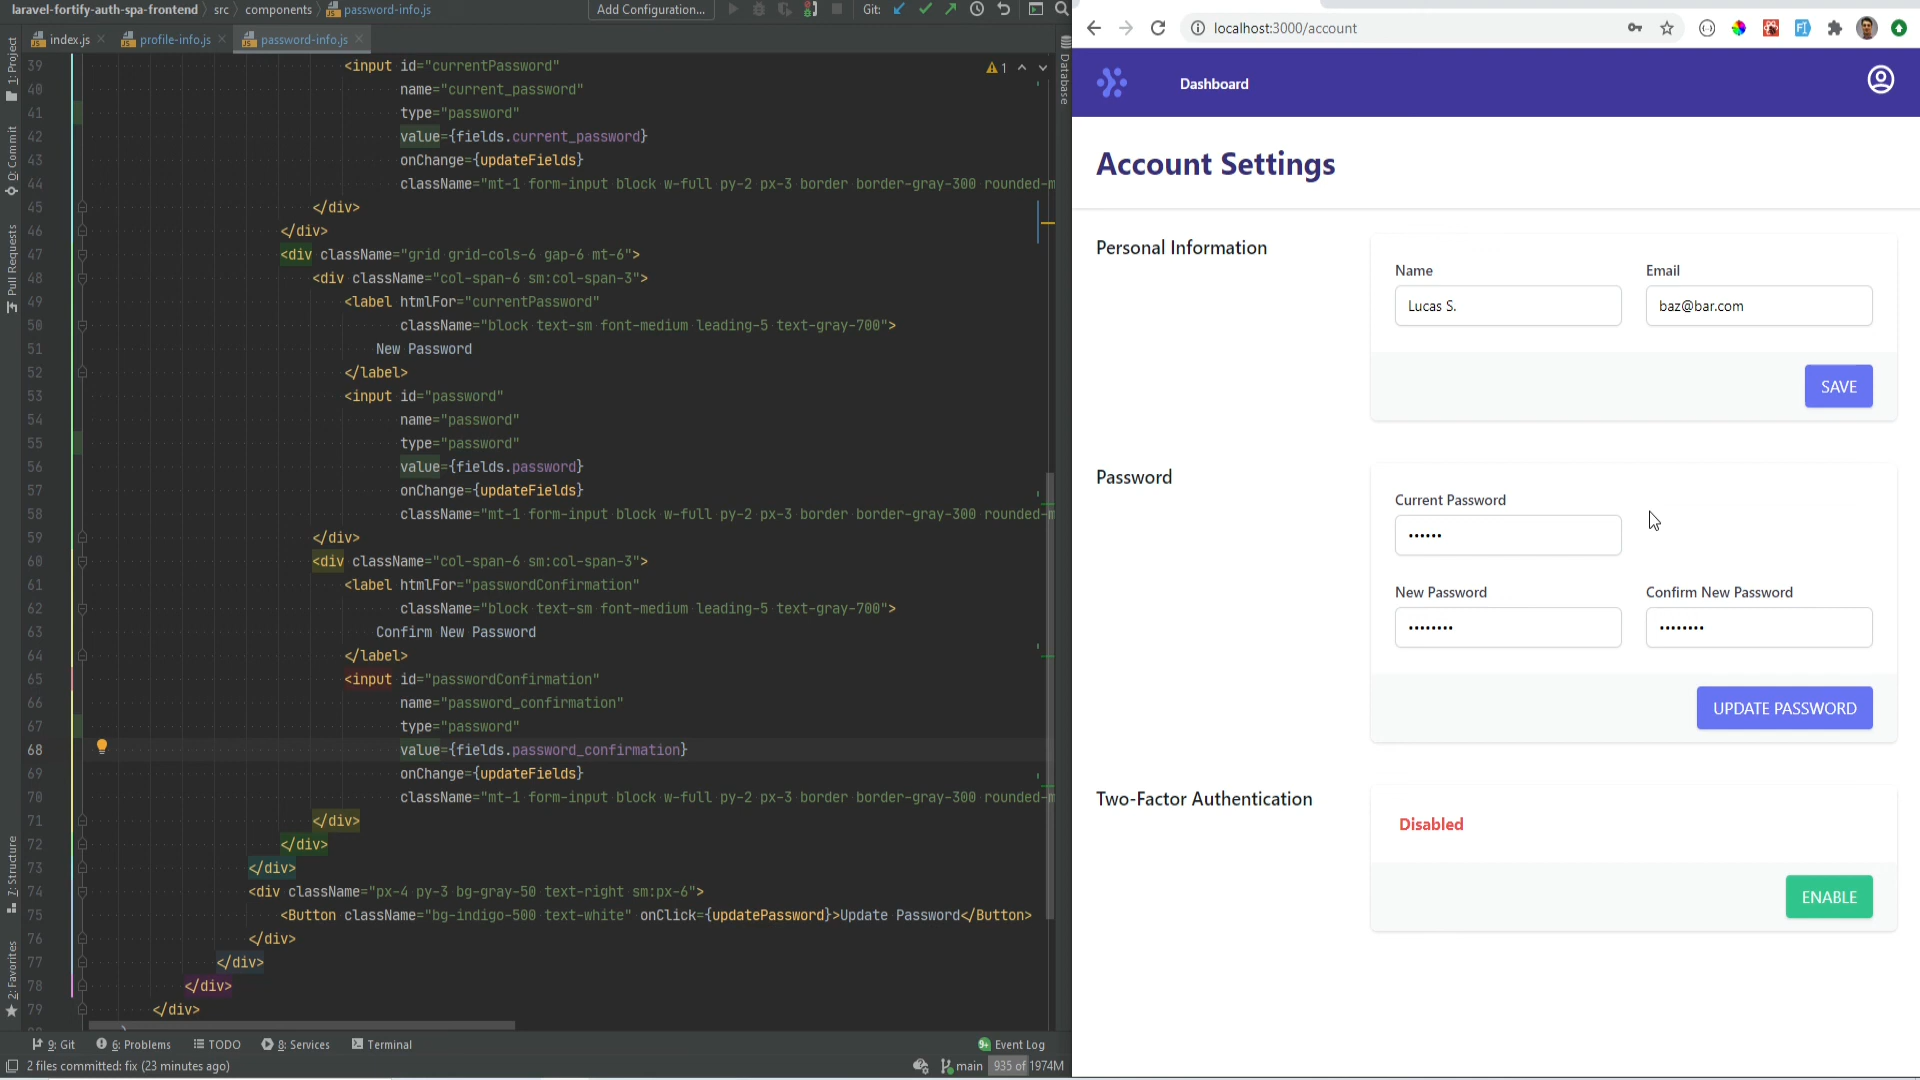 laravel-fortify-auth-spa-frontend src components password-info.js
Add Configuration...
Git:
index.js
profile-info.js
password-info.js
1: Project
0: Commit
Pull Requests
7: Structure
2: Favorites
Database
1
39 <input id="currentPassword"
40 name="current_password"
41 type="password"
42 value={fields.current_password}
43 onChange={updateFields}
44 className="mt-1 form-input block w-full py-2 px-3 border border-gray-300 rounded-m
45 </div>
46 </div>
47 <div className="grid grid-cols-6 gap-6 mt-6">
48 <div className="col-span-6 sm:col-span-3">
49 <label htmlFor="currentPassword"
50 className="block text-sm font-medium leading-5 text-gray-700">
51 New Password
52 </label>
53 <input id="password"
54 name="password"
55 type="password"
56 value={fields.password}
57 onChange={updateFields}
58 className="mt-1 form-input block w-full py-2 px-3 border border-gray-300 rounded-m
59 </div>
60 <div className="col-span-6 sm:col-span-3">
61 <label htmlFor="passwordConfirmation"
62 className="block text-sm font-medium leading-5 text-gray-700">
63 Confirm New Password
64 </label>
65 <input id="passwordConfirmation"
66 name="password_confirmation"
67 type="password"
68 value={fields.password_confirmation}
69 onChange={updateFields}
70 className="mt-1 form-input block w-full py-2 px-3 border border-gray-300 rounded-m
71 </div>
72 </div>
73 </div>
74 <div className="px-4 py-3 bg-gray-50 text-right sm:px-6">
75 <Button className="bg-indigo-500 text-white" onClick={updatePassword}>Update Password</Button>
76 </div>
77 </div>
78 </div>
79 </div>
9: Git
6: Problems
TODO
8: Services
Terminal
9+ Event Log
2 files committed: fix (23 minutes ago)
main
935 of 1974M
localhost:3000/account
Dashboard
Account Settings
Personal Information
Name
Email
Lucas S.
baz@bar.com
SAVE
Password
Current Password
••••••
New Password
Confirm New Password
••••••••
••••••••
UPDATE PASSWORD
Two-Factor Authentication
Disabled
ENABLE